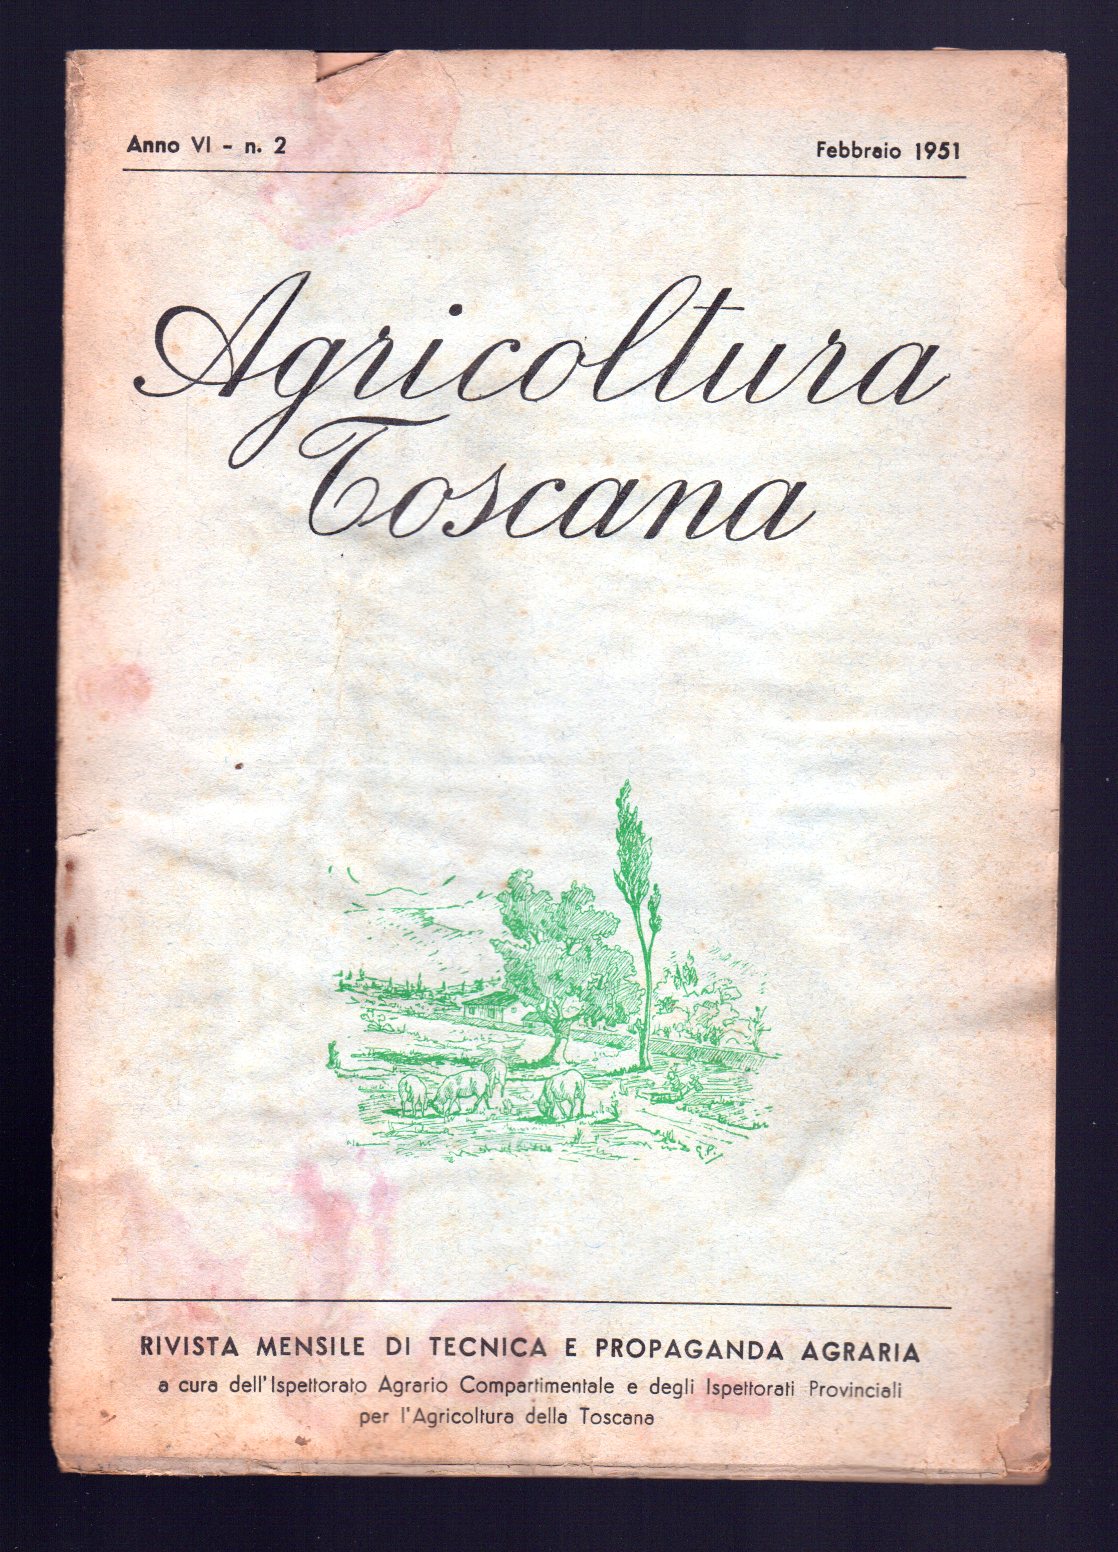 Anno VI - n. 2
Febbraio 1951
Agricoltura
Toscana
G.P.
RIVISTA MENSILE DI TECNICA E PROPAGANDA AGRARIA
a cura dell'Ispettorato Agrario Compartimentale e degli Ispettorati Provinciali
per l'Agricoltura della Toscana